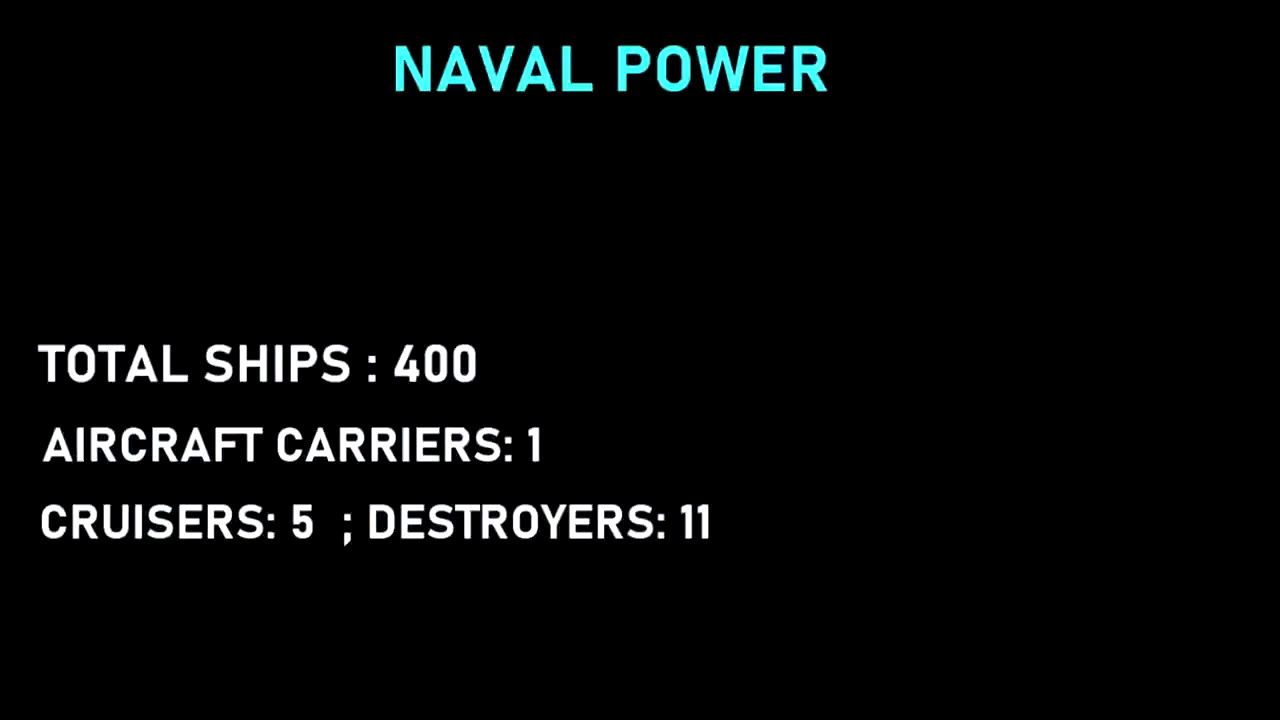 NAVAL POWER
TOTAL SHIPS : 400
AIRCRAFT CARRIERS: 1
CRUISERS: 5 ; DESTROYERS: 11